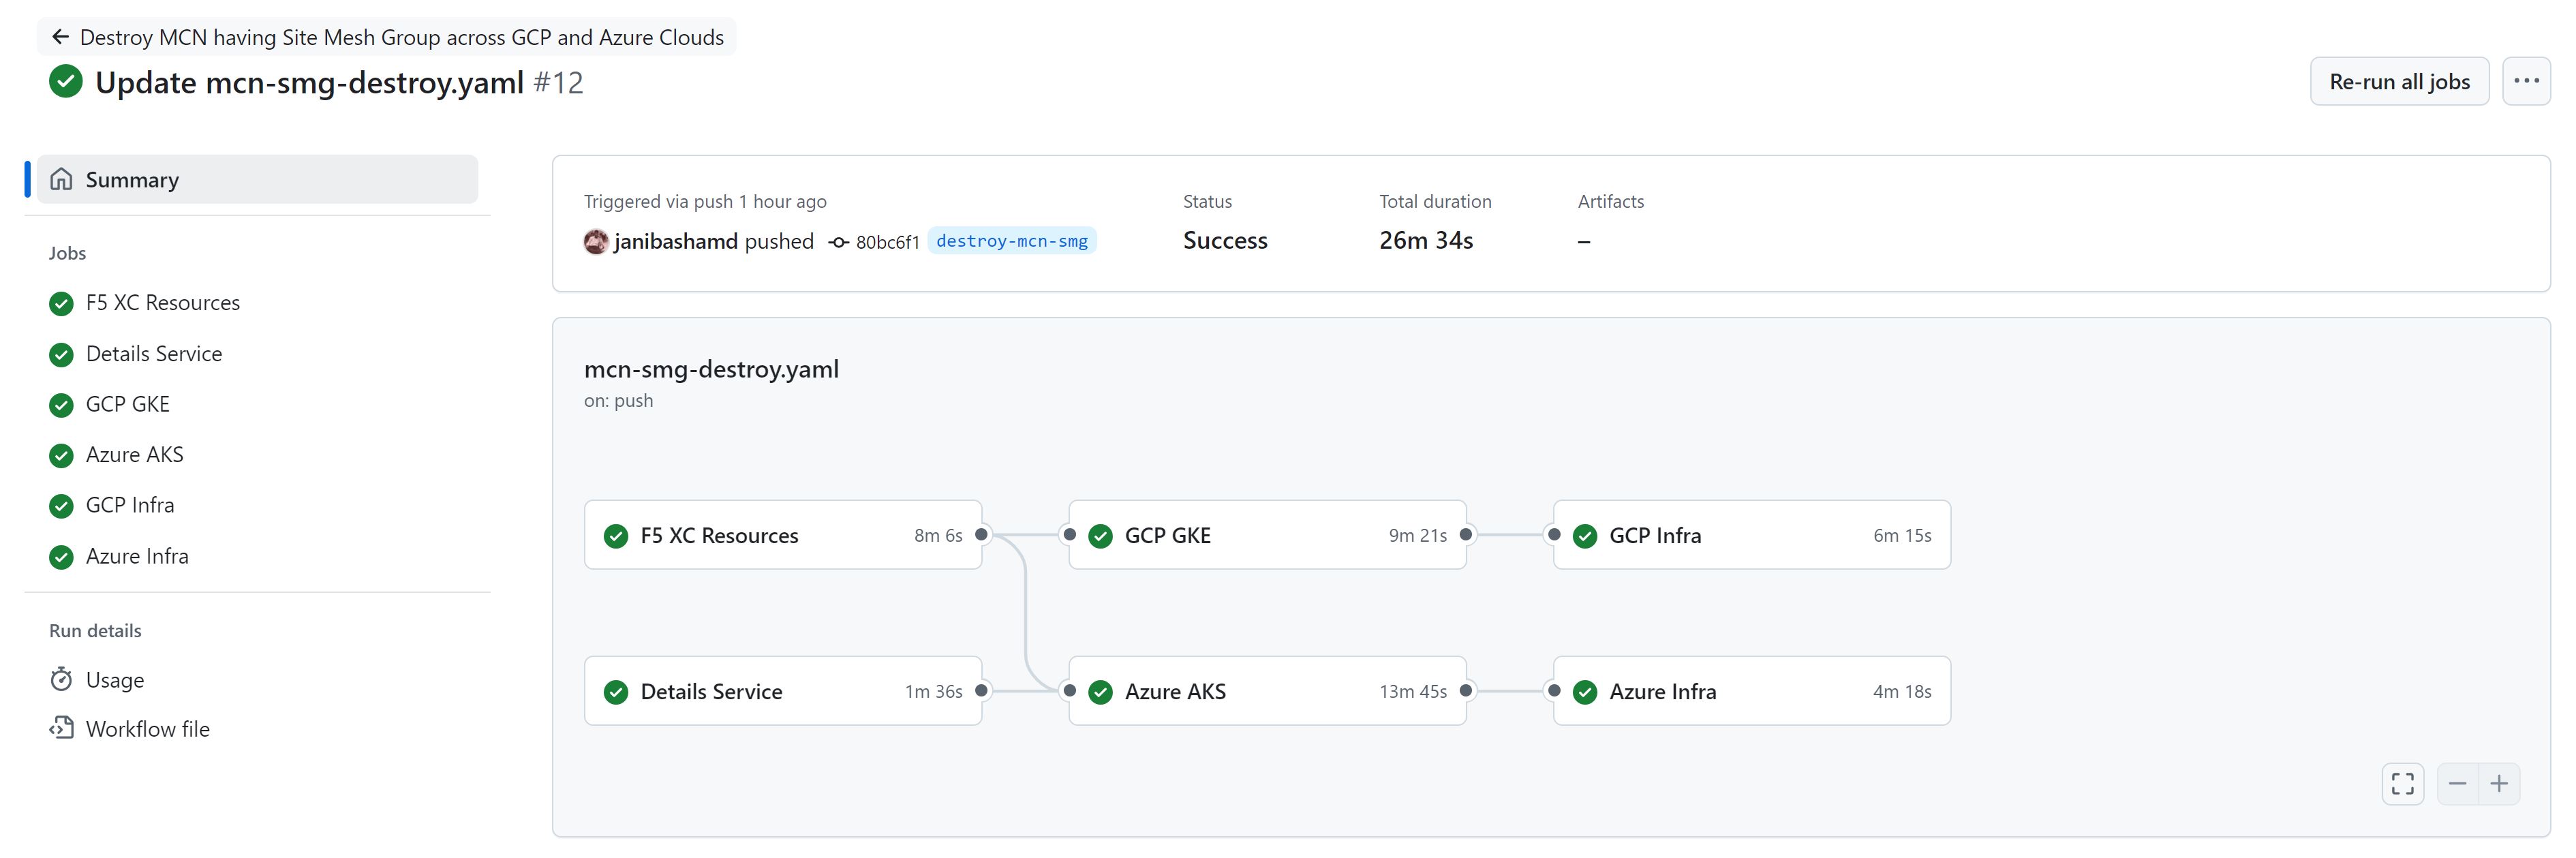 Destroy MCN having Site Mesh Group across GCP and Azure Clouds
Update mcn-smg-destroy.yaml #12
Re-run all jobs
Summary
Jobs
F5 XC Resources
Details Service
GCP GKE
Azure AKS
GCP Infra
Azure Infra
Run details
Usage
Workflow file
Triggered via push 1 hour ago
janibashamd pushed 80bc6f1 destroy-mcn-smg
Status
Success
Total duration
26m 34s
Artifacts
–
mcn-smg-destroy.yaml
on: push
F5 XC Resources 8m 6s
GCP GKE 9m 21s
GCP Infra 6m 15s
Details Service 1m 36s
Azure AKS 13m 45s
Azure Infra 4m 18s